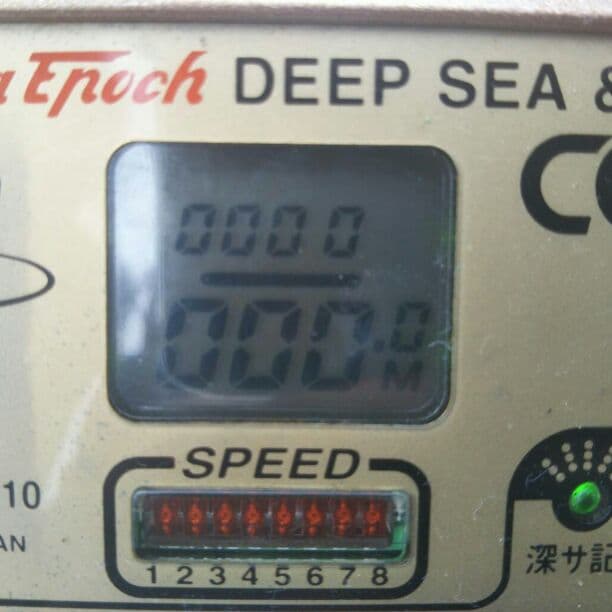 a Epoch DEEP SEA &
CO
0000
000.0
M
SPEED
10
1 2 3 4 5 6 7 8
AN
深サ記